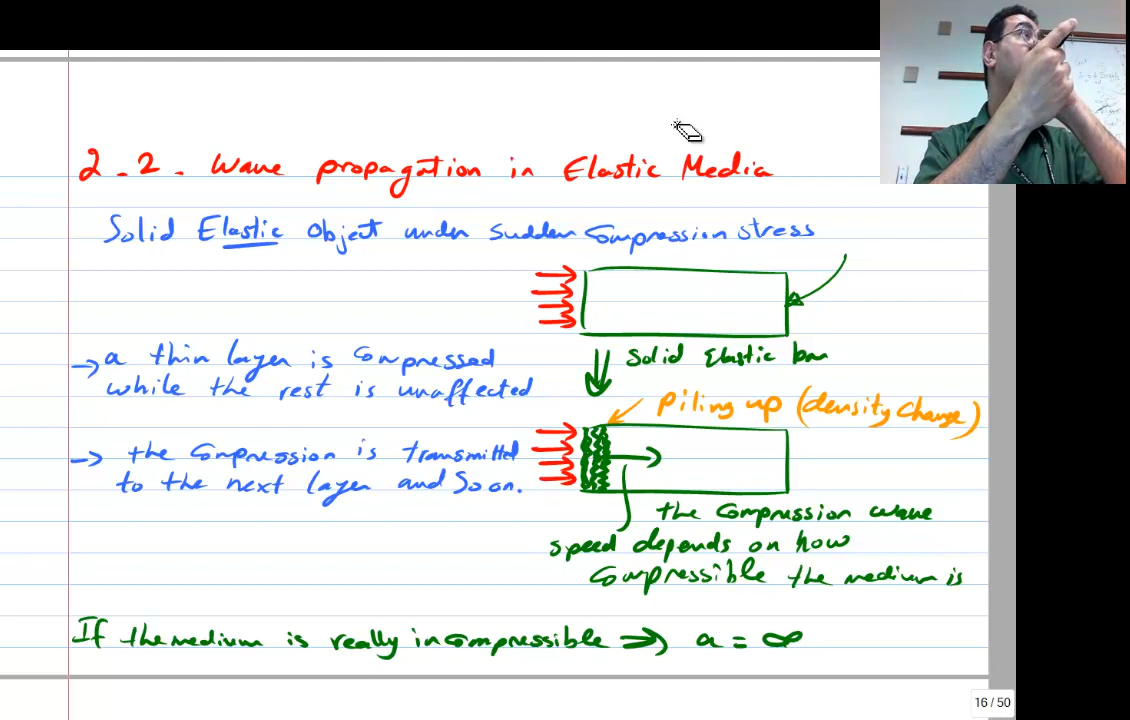 2-2. Wave propagation in Elastic Media
Solid Elastic Object under sudden Compression stress
→ a thin layer is Compressed
while the rest is unaffected
Solid Elastic bar
Piling up (density Change)
→ the Compression is transmitted
to the next layer and so on.
the Compression wave
speed depends on how
Compressible the medium is
If the medium is really incompressible ⇒ a = ∞
16 / 50